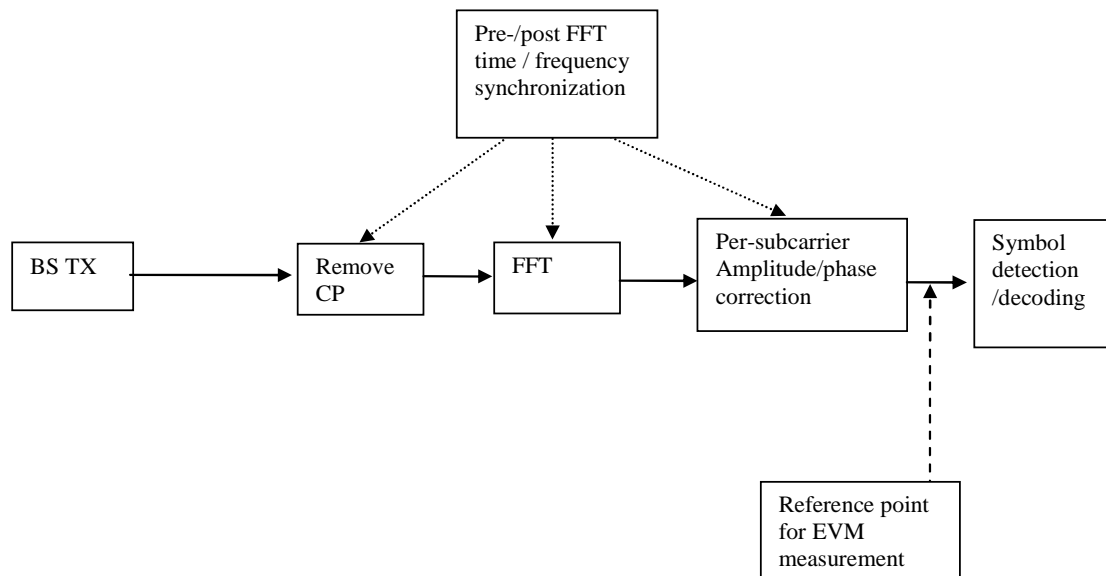 Pre-/post FFT
time / frequency
synchronization
BS TX
Remove
CP
FFT
Per-subcarrier
Amplitude/phase
correction
Symbol
detection
/decoding
Reference point
for EVM
measurement